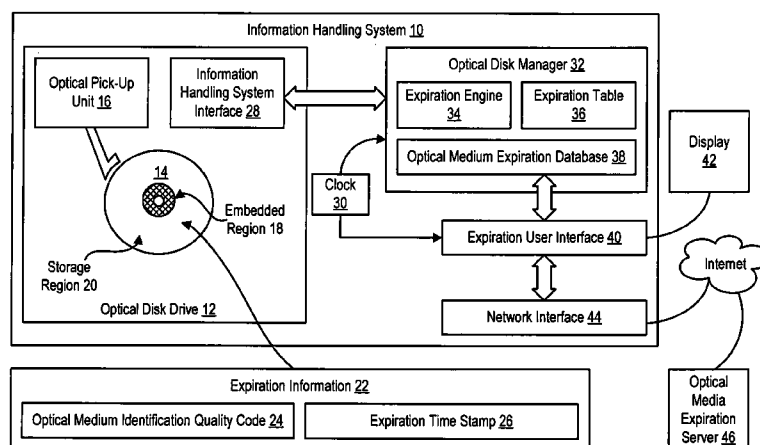 Information Handling System 10
Optical Pick-Up
Unit 16
Information
Handling System
Interface 28
14
Embedded
Region 18
Storage
Region 20
Optical Disk Drive 12
Optical Disk Manager 32
Expiration Engine
34
Expiration Table
36
Optical Medium Expiration Database 38
Clock
30
Expiration User Interface 40
Network Interface 44
Display
42
Internet
Optical
Media
Expiration
Server 46
Expiration Information 22
Optical Medium Identification Quality Code 24
Expiration Time Stamp 26